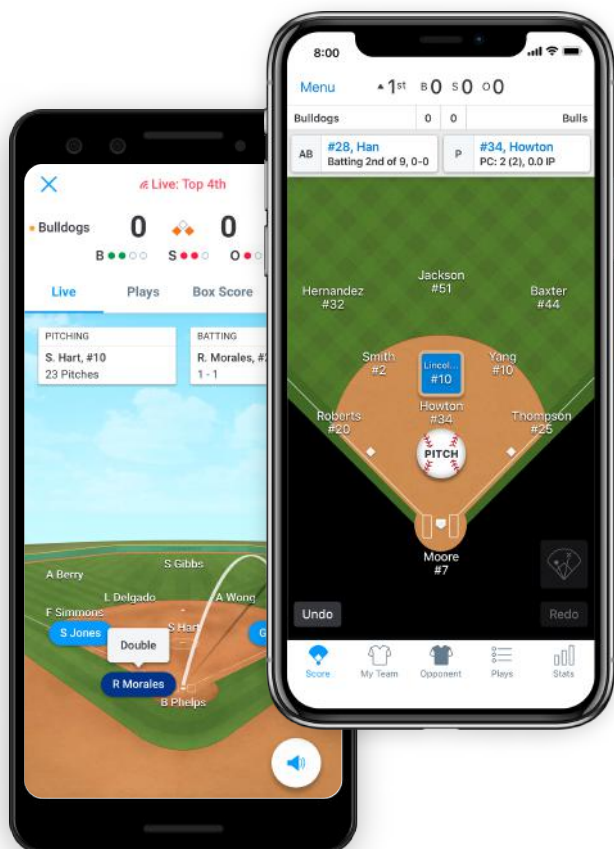 Live: Top 4th
Bulldogs 0 0
B S O
Live Plays Box Score
PITCHING
S. Hart, #10
23 Pitches
BATTING
R. Morales, #
1 - 1
S Gibbs
A Berry
L Delgado A Wong
F Simmons
S Jones S Hart G
Double
R Morales
B Phelps
8:00
Menu 1st B 0 S 0 O 0
Bulldogs 0 0 Bulls
AB
#28, Han
Batting 2nd of 9, 0-0
P
#34, Howton
PC: 2 (2), 0.0 IP
Jackson
#51
Hernandez
#32
Baxter
#44
Smith
#2
Lincol...
#10
Yang
#10
Howton
#34
Roberts
#20
Thompson
#25
PITCH
Moore
#7
Undo Redo
Score My Team Opponent Plays Stats